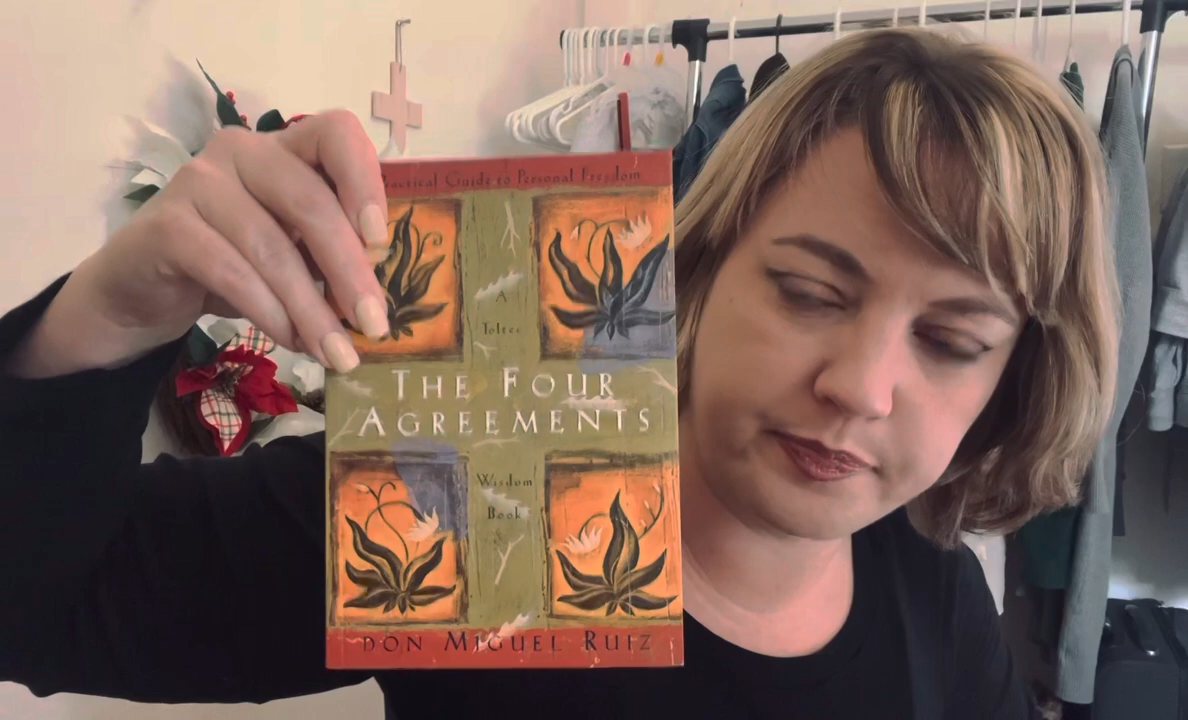 Practical Guide to Personal Freedom
A
Toltec
THE FOUR
AGREEMENTS
Wisdom
Book
DON MIGUEL RUIZ